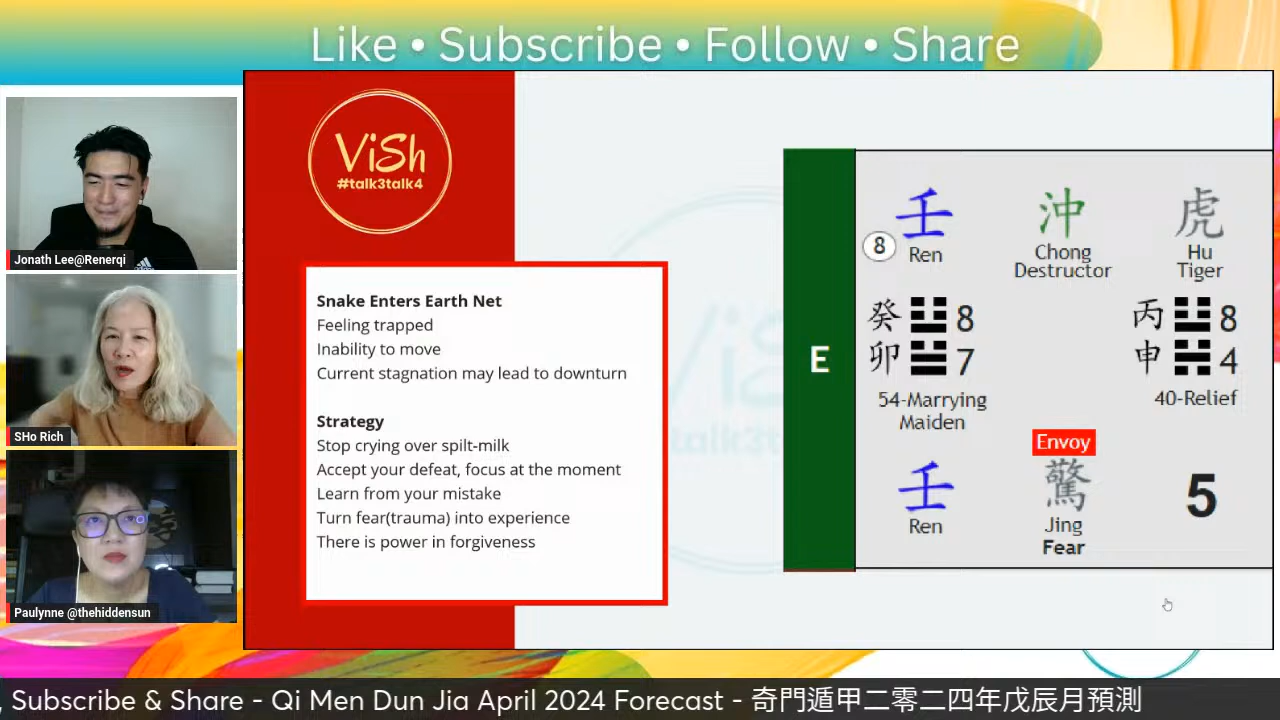 Like • Subscribe • Follow • Share
ViSh
#talk3talk4
Jonath Lee@Renerqi
SHo Rich
Paulynne @thehiddensun
Snake Enters Earth Net
Feeling trapped
Inability to move
Current stagnation may lead to downturn
Strategy
Stop crying over spilt-milk
Accept your defeat, focus at the moment
Learn from your mistake
Turn fear(trauma) into experience
There is power in forgiveness
E
壬 沖 虎
8 Ren Chong Hu
Destructor Tiger
癸 8 丙 8
卯 7 申 4
54-Marrying 40-Relief
Maiden
Envoy
壬 驚 5
Ren Jing
Fear
, Subscribe & Share - Qi Men Dun Jia April 2024 Forecast - 奇門遁甲二零二四年戊辰月預測